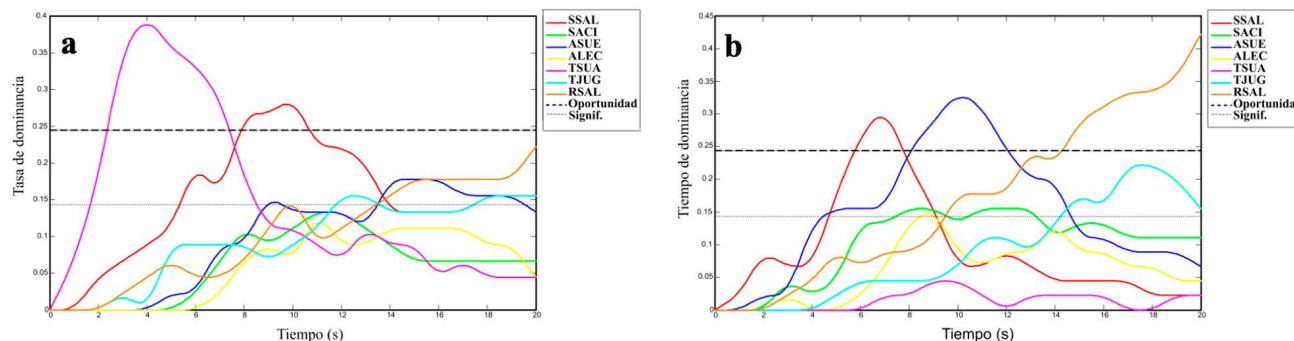 a
Tasa de dominancia
0.4
0.35
0.3
0.25
0.2
0.15
0.1
0.05
0
0 2 4 6 8 10 12 14 16 18 20
Tiempo (s)
SSAL
SACI
ASUE
ALEC
TSUA
TJUG
RSAL
Oportunidad
Signif.
b
Tiempo de dominancia
0.45
0.4
0.35
0.3
0.25
0.2
0.15
0.1
0.05
0
0 2 4 6 8 10 12 14 16 18 20
Tiempo (s)
SSAL
SACI
ASUE
ALEC
TSUA
TJUG
RSAL
Oportunidad
Signif.